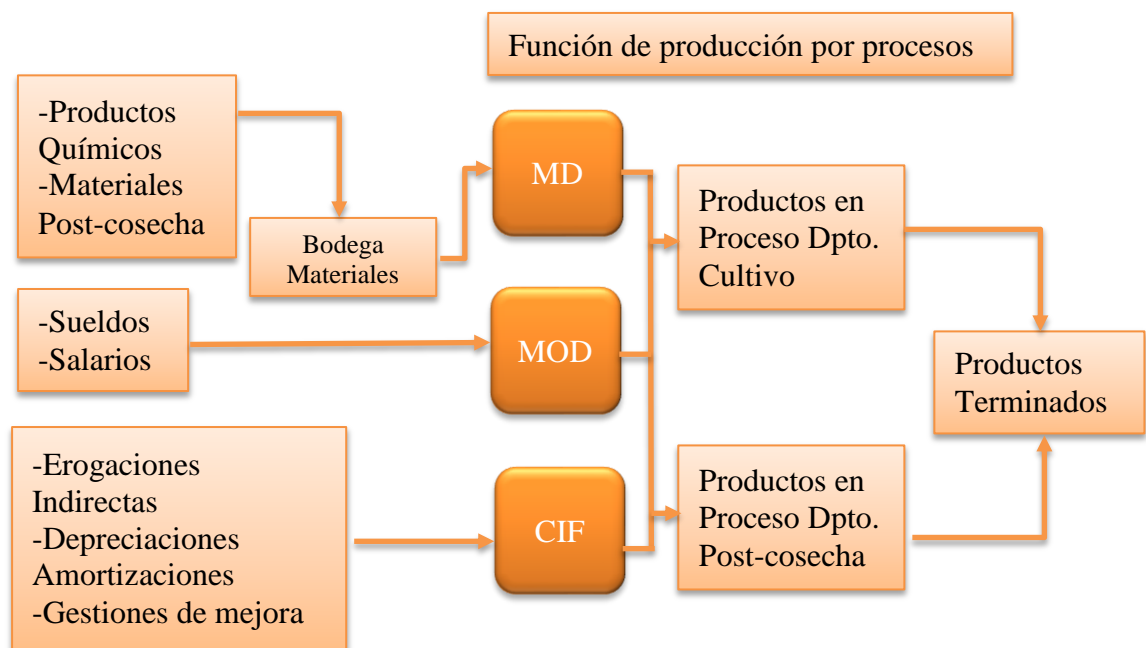 Función de producción por procesos
-Productos
Químicos
-Materiales
Post-cosecha
Bodega
Materiales
MD
Productos en
Proceso Dpto.
Cultivo
-Sueldos
-Salarios
MOD
Productos
Terminados
-Erogaciones
Indirectas
-Depreciaciones
Amortizaciones
-Gestiones de mejora
CIF
Productos en
Proceso Dpto.
Post-cosecha